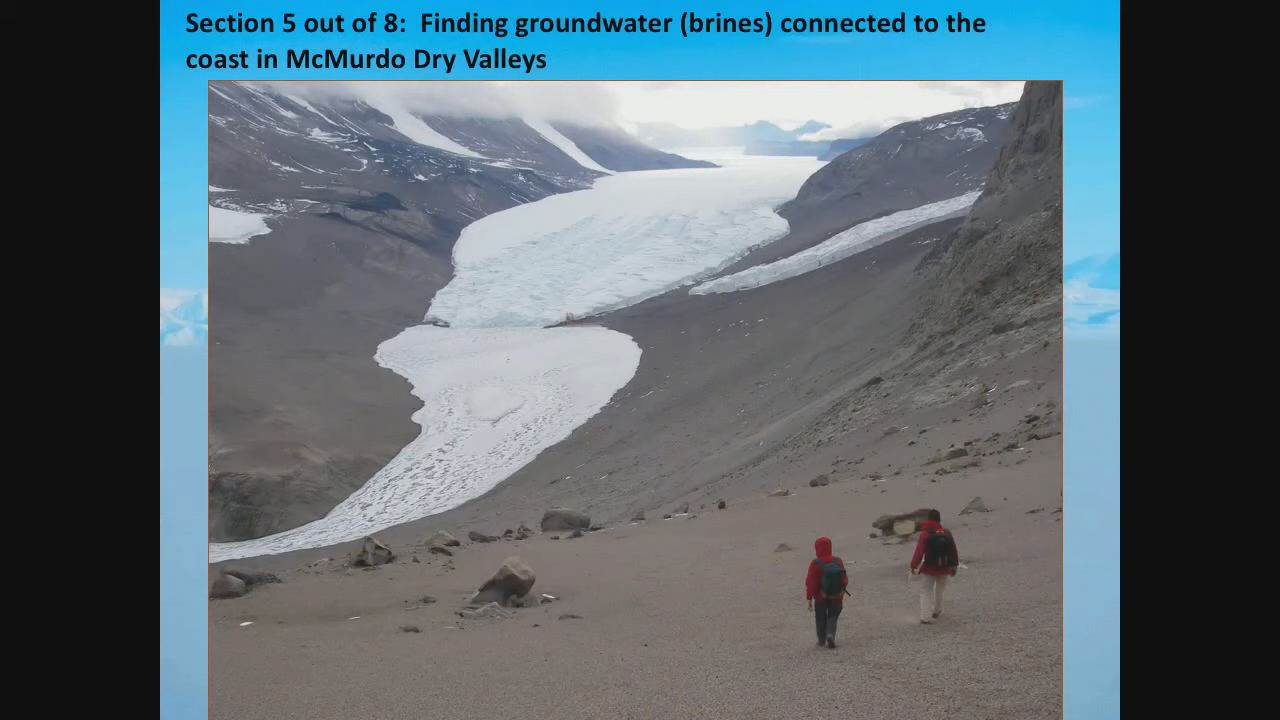 Section 5 out of 8:  Finding groundwater (brines) connected to the
coast in McMurdo Dry Valleys